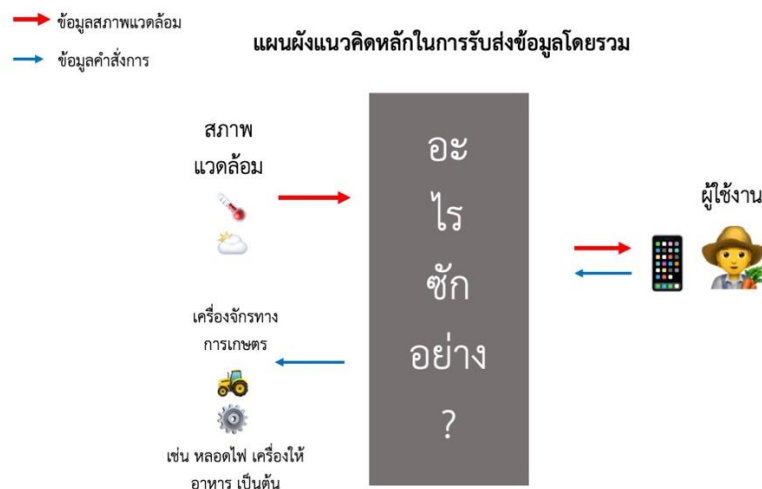 ข้อมูลสภาพแวดล้อม
ข้อมูลคำสั่งการ
แผนผังแนวคิดหลักในการรับส่งข้อมูลโดยรวม
สภาพ
แวดล้อม
อะ
ไร
ซัก
อย่าง
?
ผู้ใช้งาน
เครื่องจักรทาง
การเกษตร
เช่น หลอดไฟ เครื่องให้
อาหาร เป็นต้น